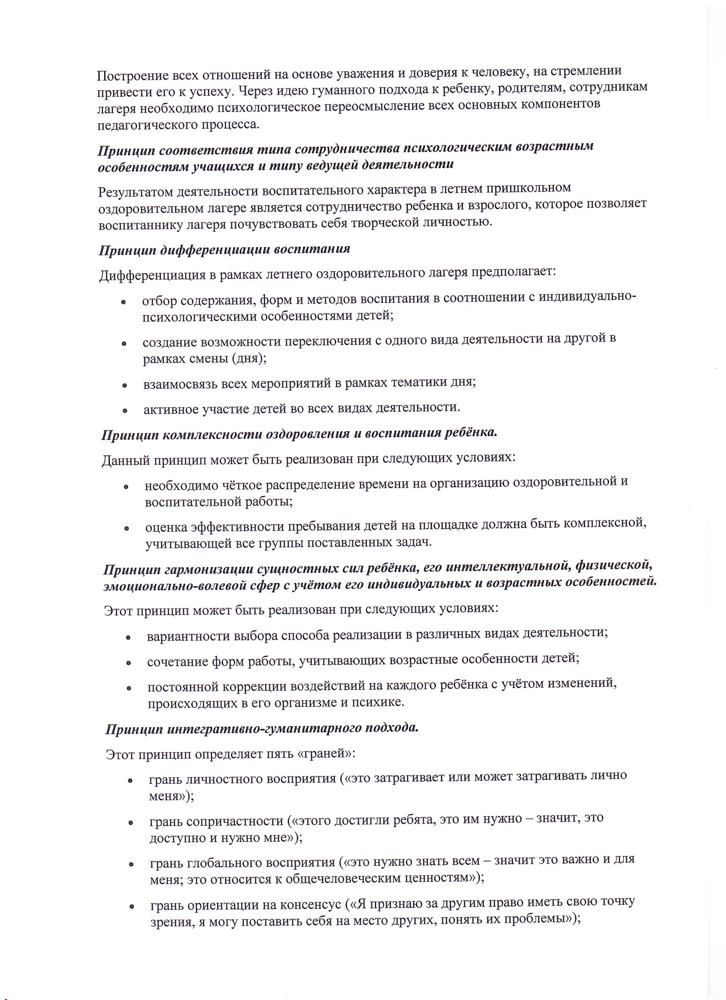 Построение всех отношений на основе уважения и доверия к человеку, на стремлении
привести его к успеху. Через идею гуманного подхода к ребенку, родителям, сотрудникам
лагеря необходимо психологическое переосмысление всех основных компонентов
педагогического процесса.
Принцип соответствия типа сотрудничества психологическим возрастным
особенностям учащихся и типу ведущей деятельности
Результатом деятельности воспитательного характера в летнем пришкольном
оздоровительном лагере является сотрудничество ребенка и взрослого, которое позволяет
воспитаннику лагеря почувствовать себя творческой личностью.
Принцип дифференциации воспитания
Дифференциация в рамках летнего оздоровительного лагеря предполагает:
• отбор содержания, форм и методов воспитания в соотношении с индивидуально-
психологическими особенностями детей;
• создание возможности переключения с одного вида деятельности на другой в
рамках смены (дня);
• взаимосвязь всех мероприятий в рамках тематики дня;
• активное участие детей во всех видах деятельности.
Принцип комплексности оздоровления и воспитания ребёнка.
Данный принцип может быть реализован при следующих условиях:
• необходимо чёткое распределение времени на организацию оздоровительной и
воспитательной работы;
• оценка эффективности пребывания детей на площадке должна быть комплексной,
учитывающей все группы поставленных задач.
Принцип гармонизации сущностных сил ребёнка, его интеллектуальной, физической,
эмоционально-волевой сфер с учётом его индивидуальных и возрастных особенностей.
Этот принцип может быть реализован при следующих условиях:
• вариантности выбора способа реализации в различных видах деятельности;
• сочетание форм работы, учитывающих возрастные особенности детей;
• постоянной коррекции воздействий на каждого ребёнка с учётом изменений,
происходящих в его организме и психике.
Принцип интегративно-гуманитарного подхода.
Этот принцип определяет пять «граней»:
• грань личностного восприятия («это затрагивает или может затрагивать лично
меня»);
• грань сопричастности («этого достигли ребята, это им нужно – значит, это
доступно и нужно мне»);
• грань глобального восприятия («это нужно знать всем – значит это важно и для
меня; это относится к общечеловеческим ценностям»);
• грань ориентации на консенсус («Я признаю за другим право иметь свою точку
зрения, я могу поставить себя на место других, понять их проблемы»);